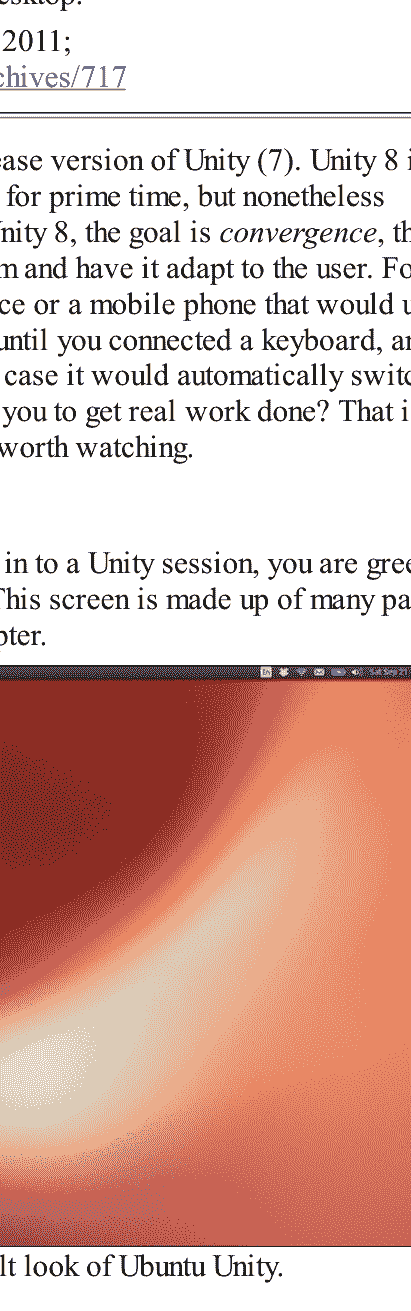 2011;
chives/717
ease version of Unity (7). Unity 8 i
for prime time, but nonetheless
nity 8, the goal is convergence, th
m and have it adapt to the user. Fo
ce or a mobile phone that would u
until you connected a keyboard, an
case it would automatically switc
you to get real work done? That i
worth watching.
in to a Unity session, you are gree
This screen is made up of many pa
pter.
En
lt look of Ubuntu Unity.